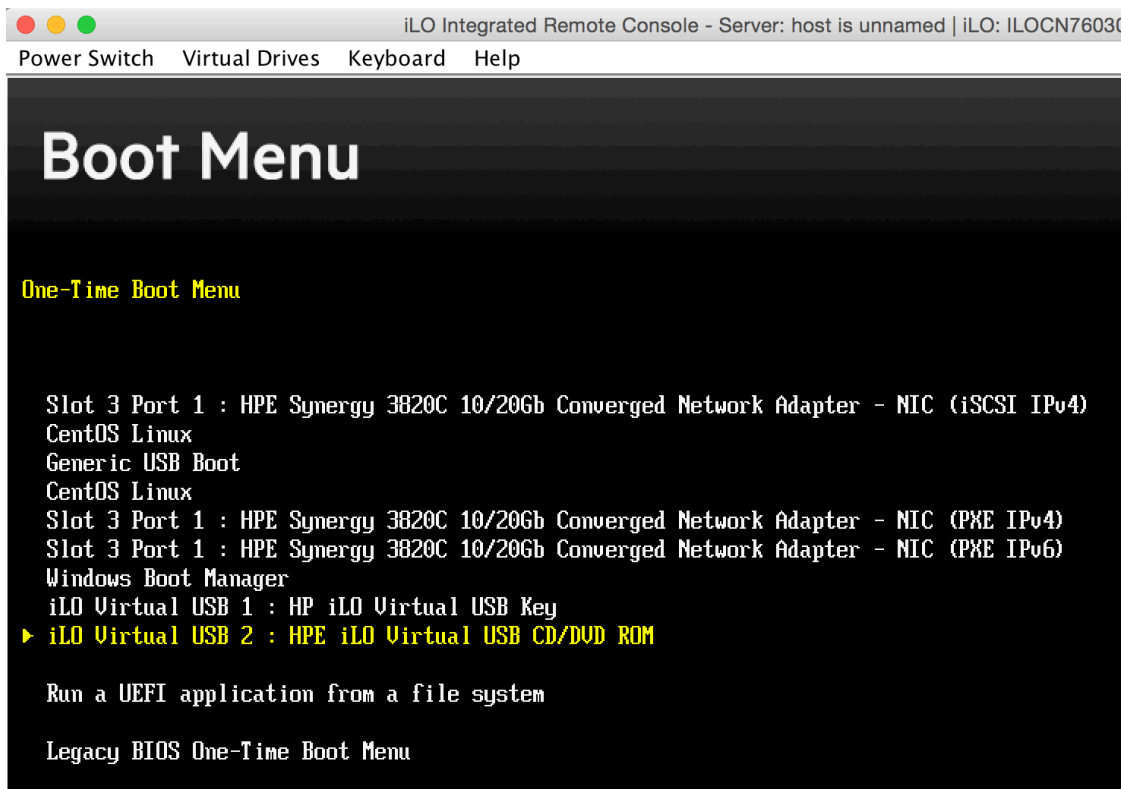 iLO Integrated Remote Console - Server: host is unnamed | iLO: ILOCN76030
Power Switch Virtual Drives Keyboard Help
Boot Menu
One-Time Boot Menu
Slot 3 Port 1 : HPE Synergy 3820C 10/20Gb Converged Network Adapter - NIC (iSCSI IPv4)
CentOS Linux
Generic USB Boot
CentOS Linux
Slot 3 Port 1 : HPE Synergy 3820C 10/20Gb Converged Network Adapter - NIC (PXE IPv4)
Slot 3 Port 1 : HPE Synergy 3820C 10/20Gb Converged Network Adapter - NIC (PXE IPv6)
Windows Boot Manager
iLO Virtual USB 1 : HP iLO Virtual USB Key
iLO Virtual USB 2 : HPE iLO Virtual USB CD/DVD ROM
Run a UEFI application from a file system
Legacy BIOS One-Time Boot Menu